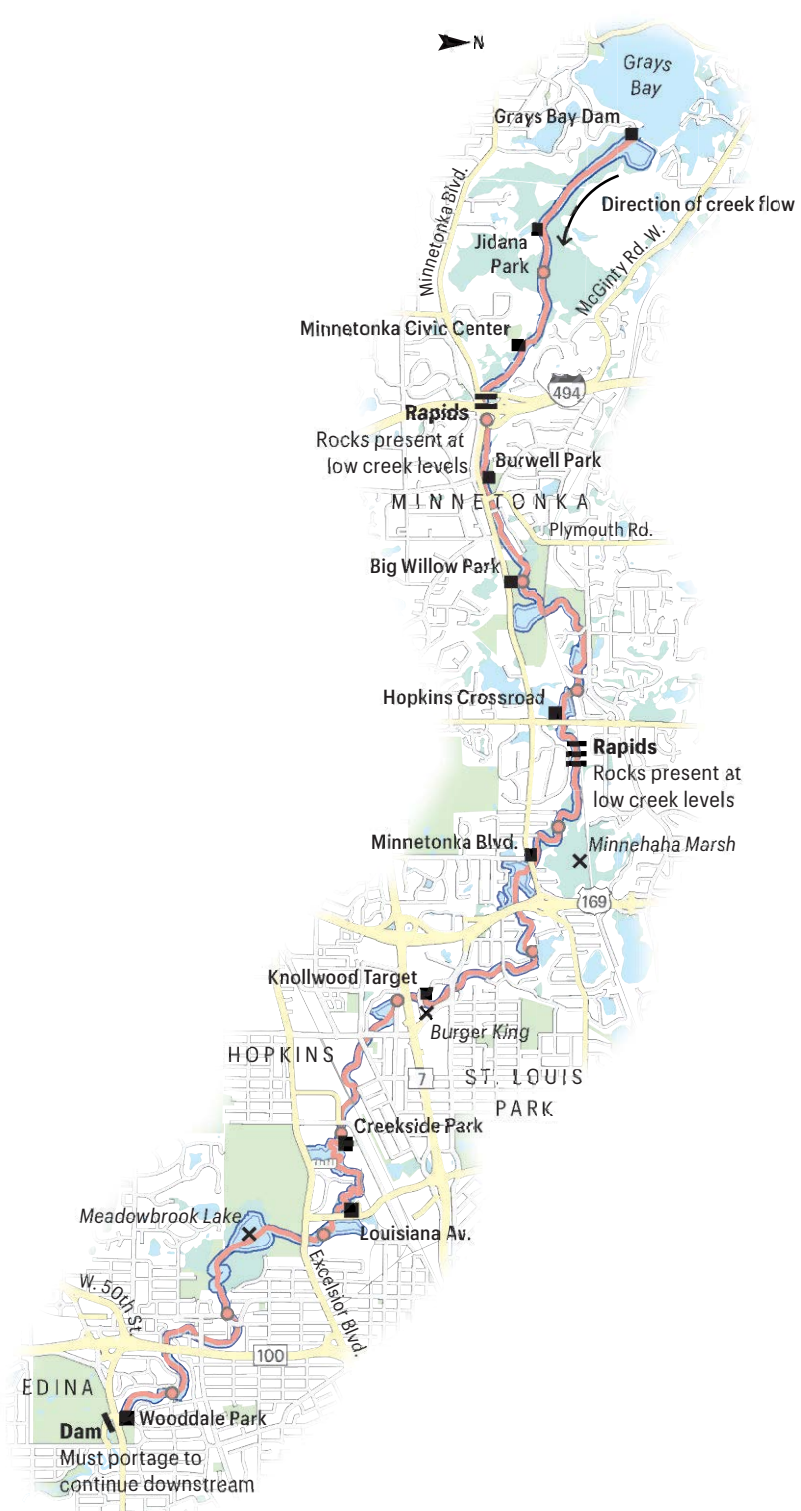 N
Grays
Bay
Grays Bay Dam
Direction of creek flow
Minnetonka Blvd.
Jidana
Park
McGinty Rd. W.
Minnetonka Civic Center
494
Rapids
Rocks present at
low creek levels
Burwell Park
MINNETONKA
Plymouth Rd.
Big Willow Park
Hopkins Crossroad
Rapids
Rocks present at
low creek levels
Minnetonka Blvd.
Minnehaha Marsh
169
Knollwood Target
Burger King
HOPKINS
7
ST. LOUIS
PARK
Creekside Park
Meadowbrook Lake
Louisiana Av.
Excelsior Blvd.
W. 50th St.
100
EDINA
Wooddale Park
Dam
Must portage to
continue downstream